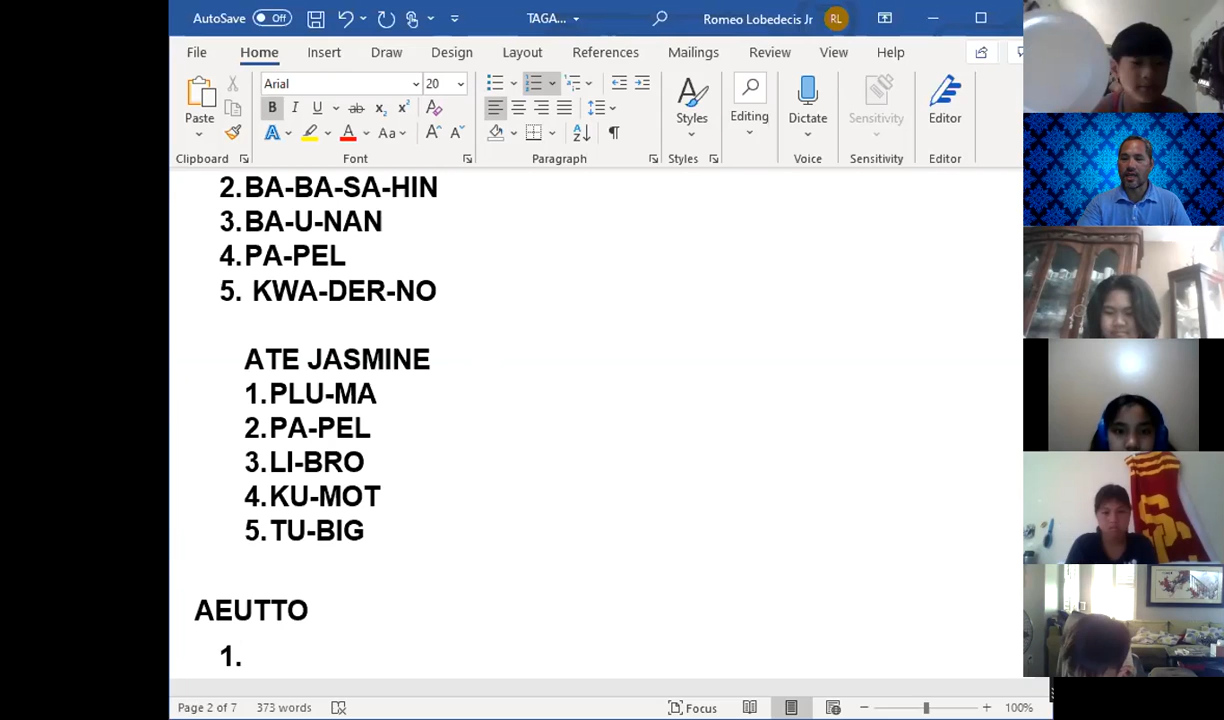 AutoSave Off TAGA... Romeo Lobedecis Jr RL
File Home Insert Draw Design Layout References Mailings Review View Help
Arial 20
Paste Styles Editing Dictate Sensitivity Editor
Clipboard Font Paragraph Styles Voice Sensitivity Editor
2. BA-BA-SA-HIN
3. BA-U-NAN
4. PA-PEL
5. KWA-DER-NO
ATE JASMINE
1. PLU-MA
2. PA-PEL
3. LI-BRO
4. KU-MOT
5. TU-BIG
AEUTTO
1.
Page 2 of 7 373 words Focus 100%